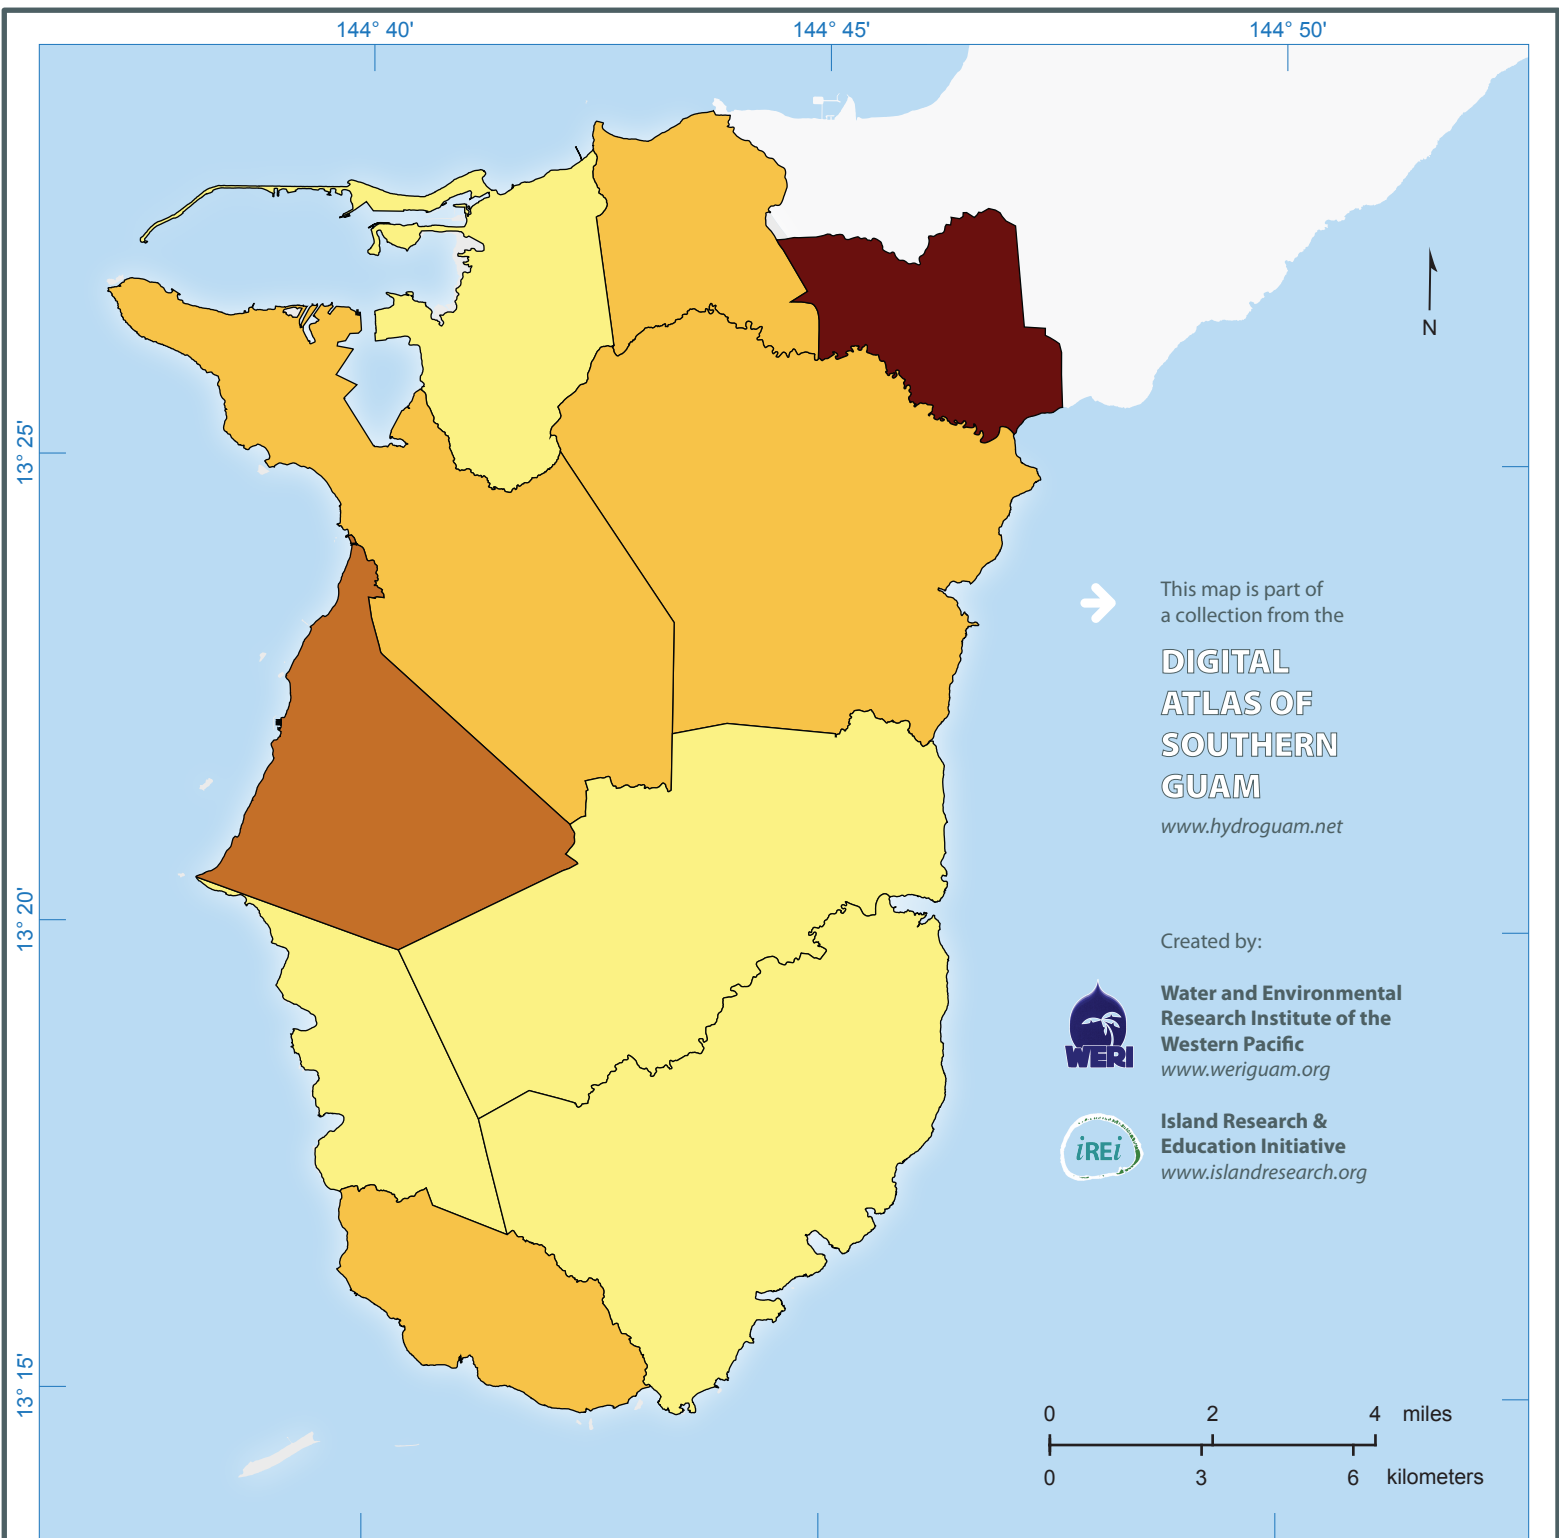 144° 40'
144° 45'
144° 50'
N
13° 25'
13° 20'
13° 15'
This map is part of
a collection from the
DIGITAL
ATLAS OF
SOUTHERN
GUAM
www.hydroguam.net
Created by:
WERI
Water and Environmental
Research Institute of the
Western Pacific
www.weriguam.org
iREi
Island Research &
Education Initiative
www.islandresearch.org
0 2 4 miles
0 3 6 kilometers